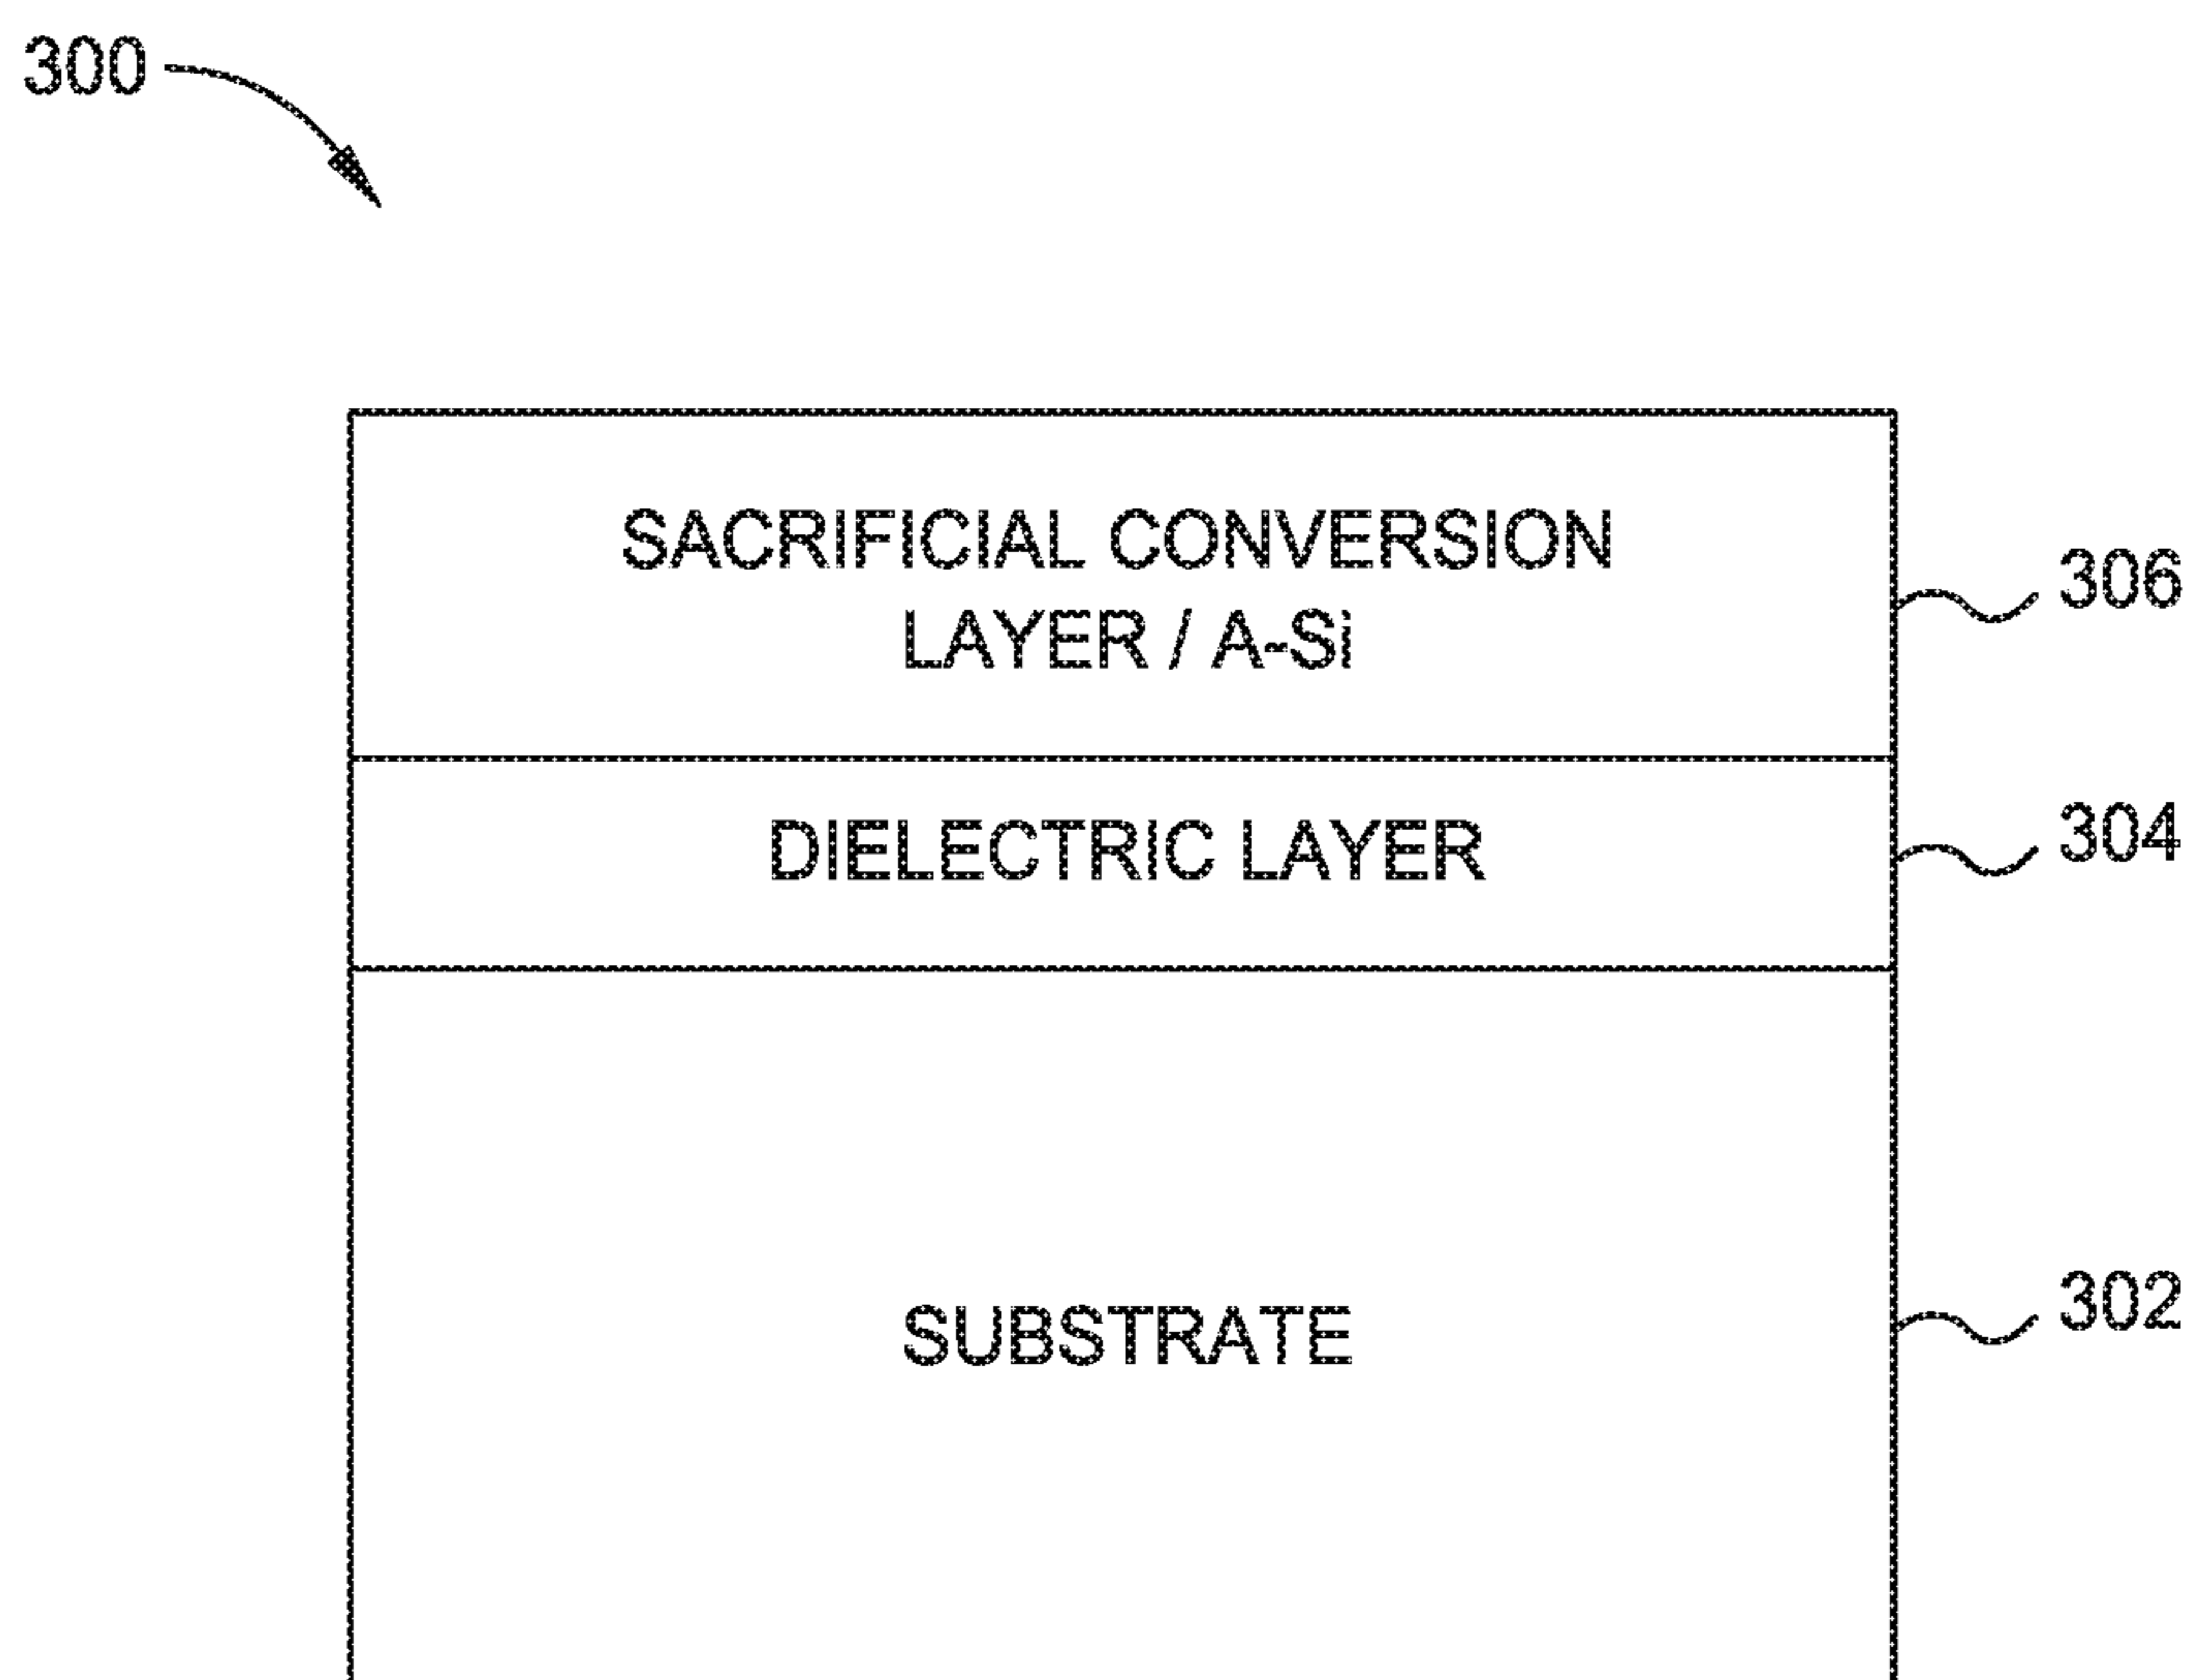 300
SACRIFICIAL CONVERSION
LAYER / A-Si
306
DIELECTRIC LAYER
304
SUBSTRATE
302